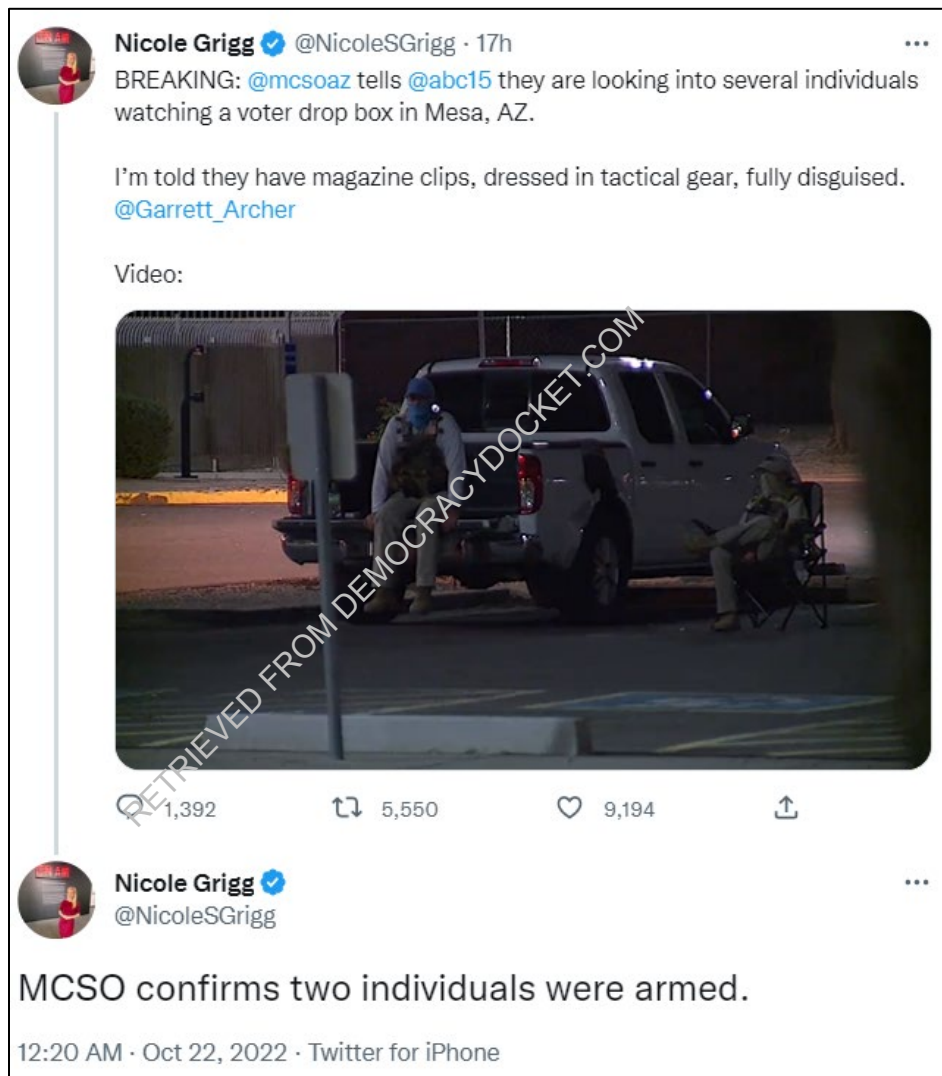 Nicole Grigg @NicoleSGrigg · 17h
BREAKING: @mcsoaz tells @abc15 they are looking into several individuals
watching a voter drop box in Mesa, AZ.
I’m told they have magazine clips, dressed in tactical gear, fully disguised.
@Garrett_Archer
Video:
RETRIEVED FROM DEMOCRACYDOCKET.COM
1,392 5,550 9,194
ON AIR
Nicole Grigg
@NicoleSGrigg
MCSO confirms two individuals were armed.
12:20 AM · Oct 22, 2022 · Twitter for iPhone